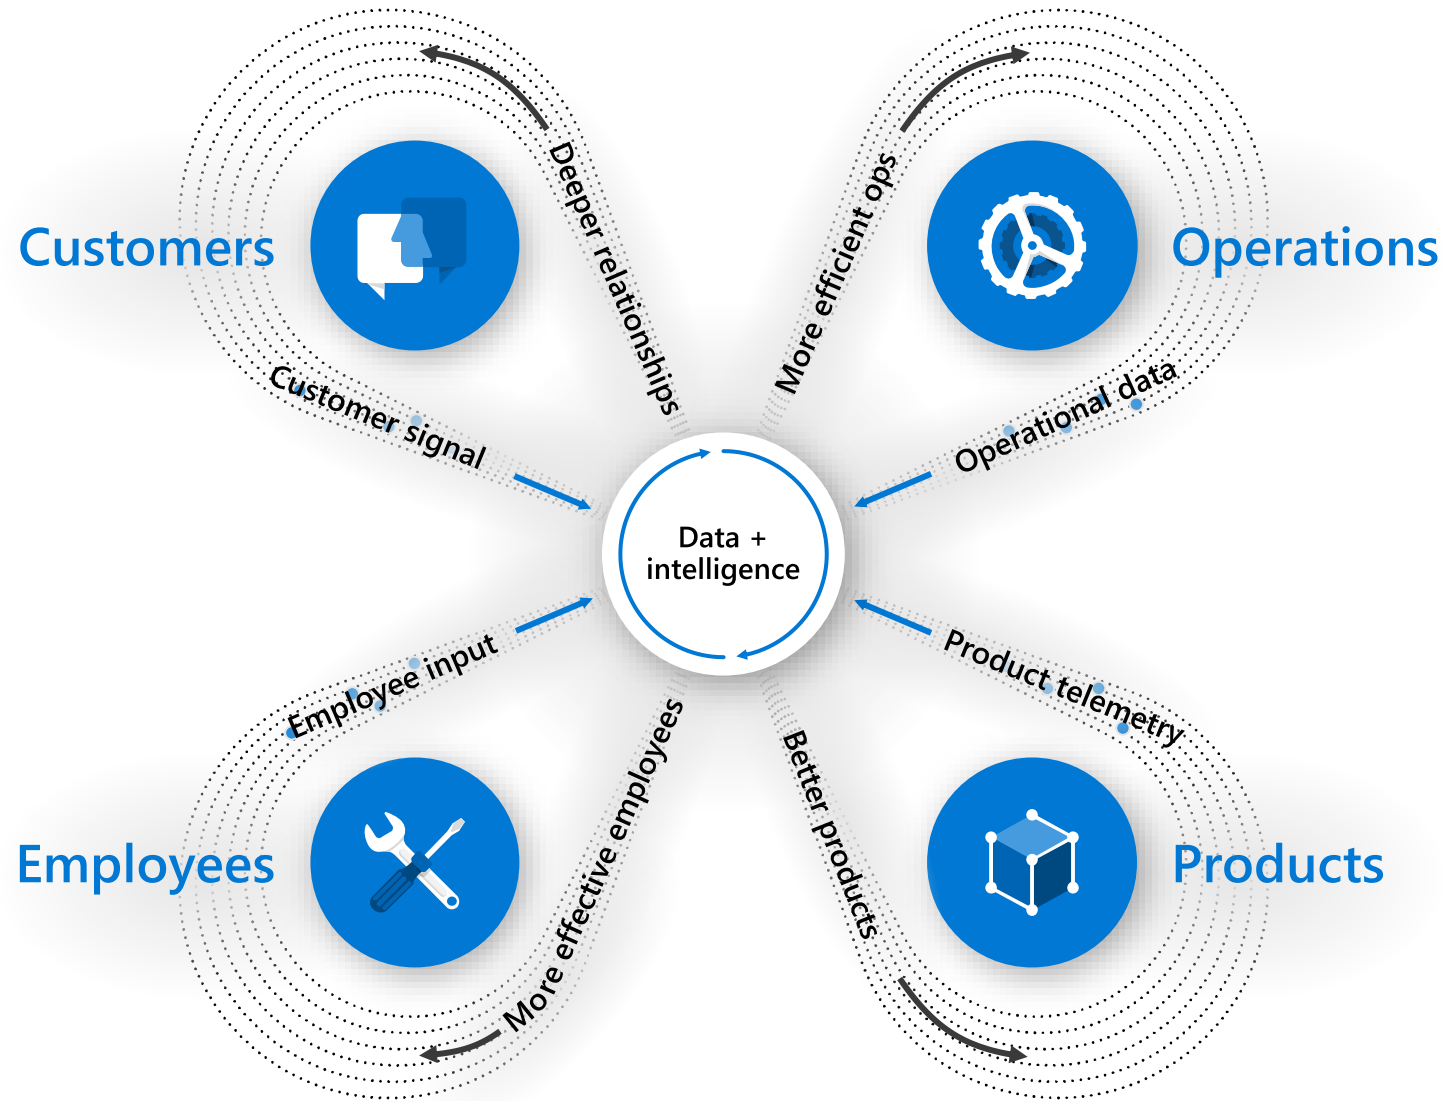 Customers
Deeper relationships
Customer signal
More efficient ops
Operations
Operational data
Data +
intelligence
Employee input
Employees
More effective employees
Product telemetry
Better products
Products